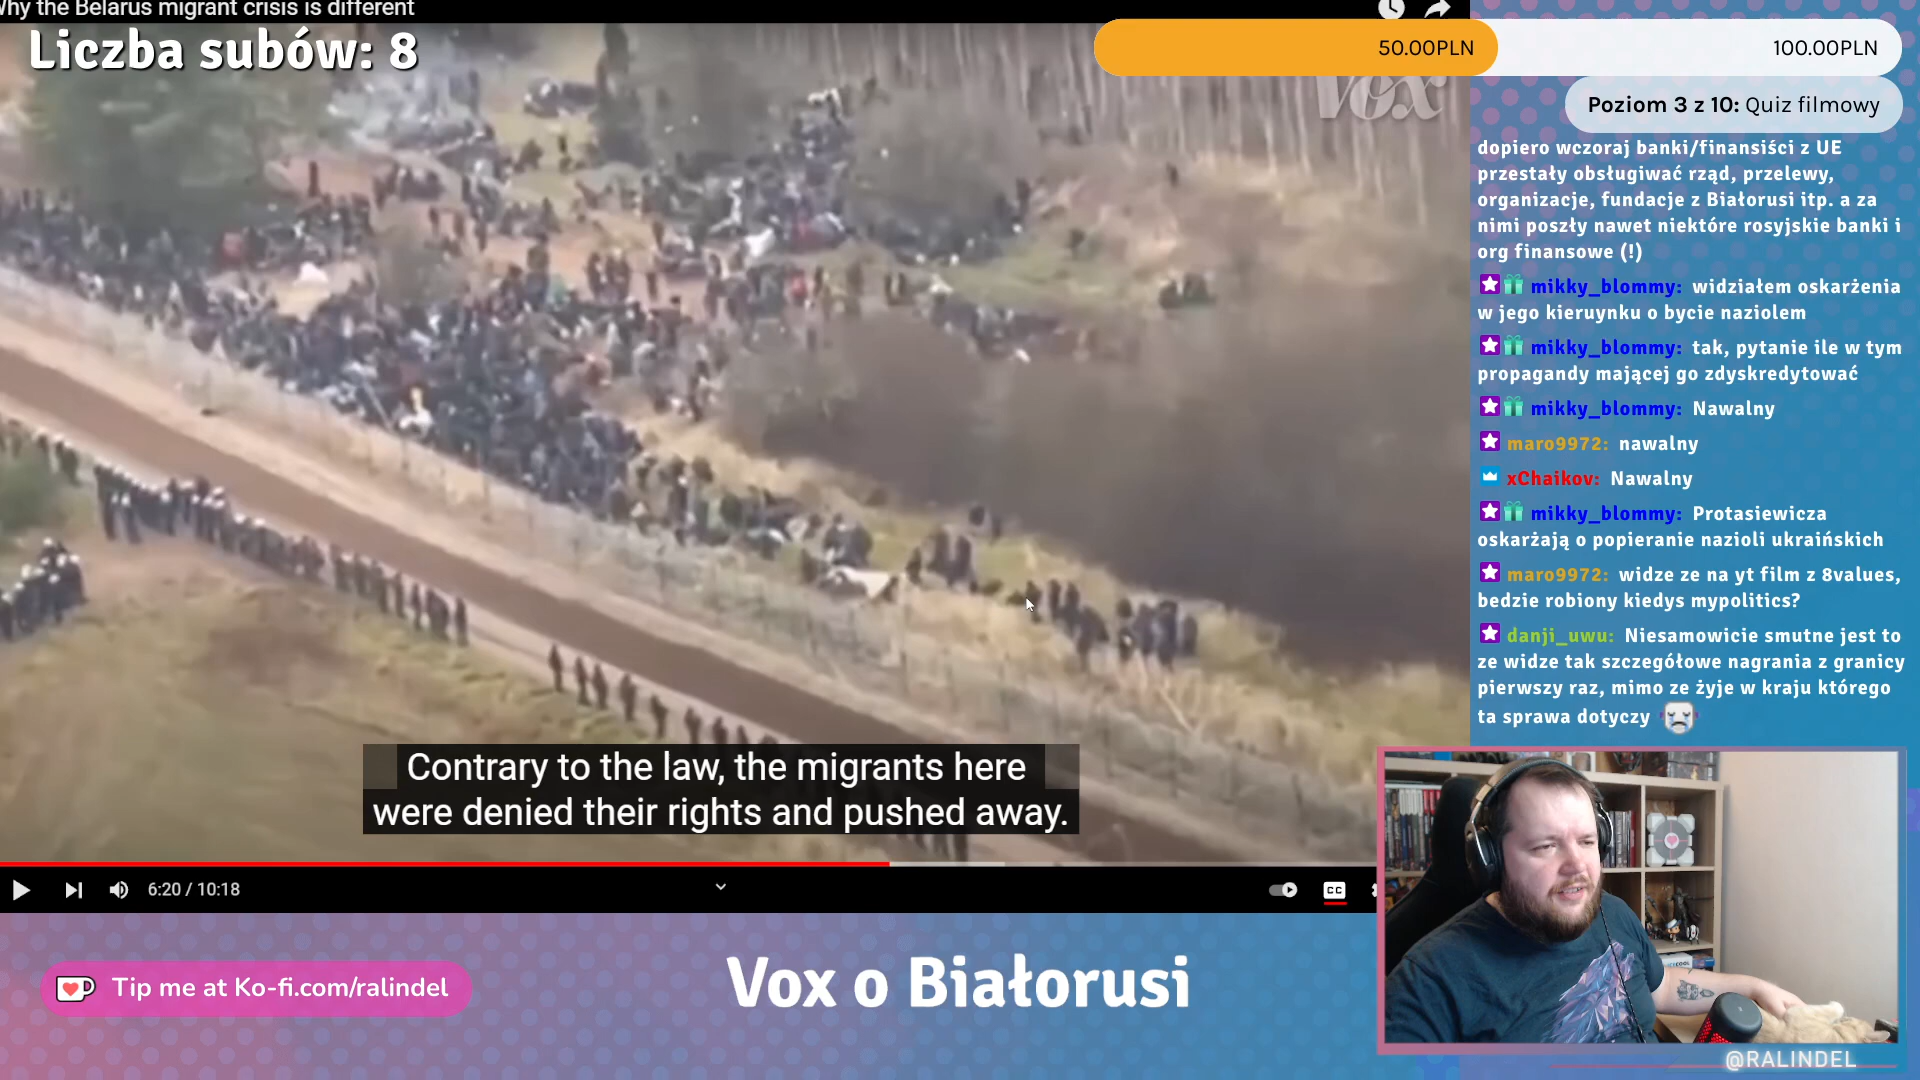 Why the Belarus migrant crisis is different
Liczba subów: 8
50.00PLN
100.00PLN
Vox
Poziom 3 z 10: Quiz filmowy
dopiero wczoraj banki/finansiści z UE
przestały obsługiwać rząd, przelewy,
organizacje, fundacje z Białorusi itp. a za
nimi poszły nawet niektóre rosyjskie banki i
org finansowe (!)
mikky_blommy: widziałem oskarżenia
w jego kieruynku o bycie naziolem
mikky_blommy: tak, pytanie ile w tym
propagandy mającej go zdyskredytować
mikky_blommy: Nawalny
maro9972: nawalny
xChaikov: Nawalny
mikky_blommy: Protasiewicza
oskarżają o popieranie nazioli ukraińskich
maro9972: widze ze na yt film z 8values,
bedzie robiony kiedys mypolitics?
danji_uwu: Niesamowicie smutne jest to
ze widze tak szczegółowe nagrania z granicy
pierwszy raz, mimo ze żyje w kraju którego
ta sprawa dotyczy
Contrary to the law, the migrants here
were denied their rights and pushed away.
6:20 / 10:18
CC
Tip me at Ko-fi.com/ralindel
Vox o Białorusi
@RALINDEL